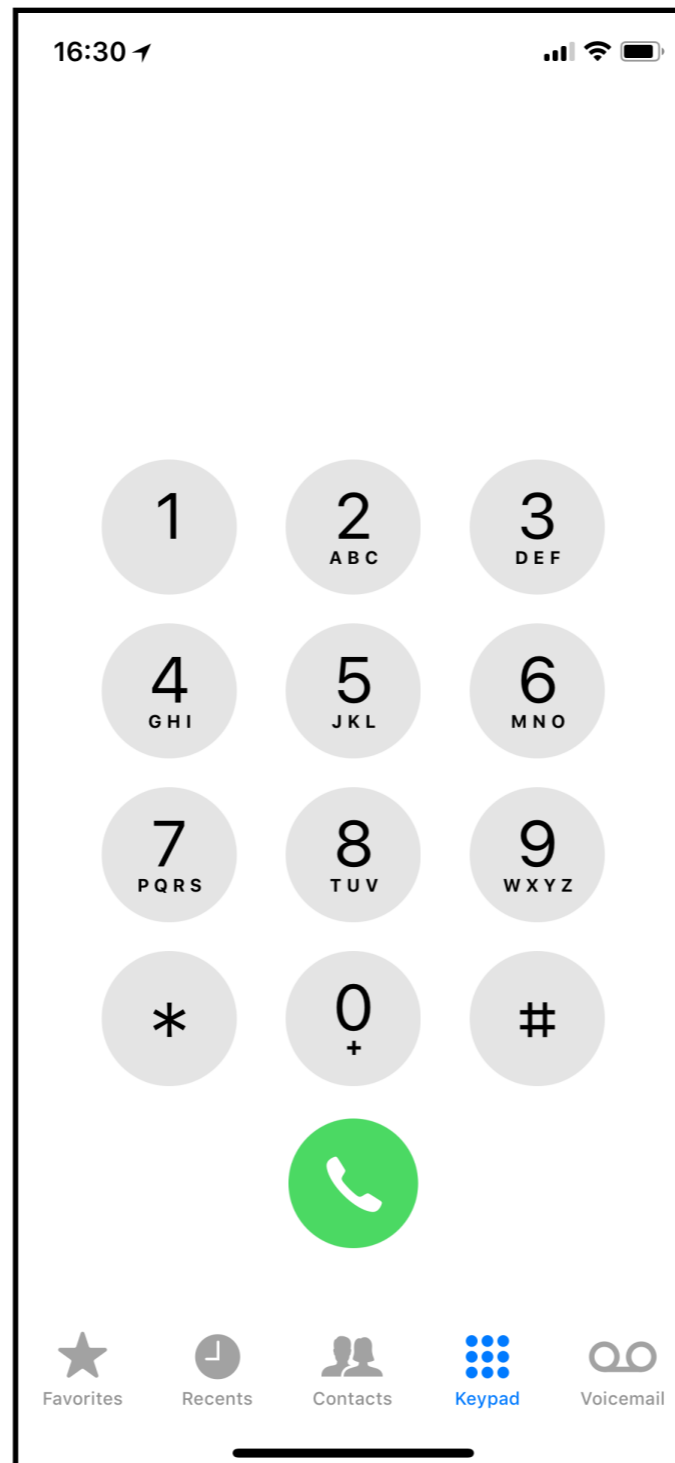 16:30
1 2 3
ABC DEF
4 5 6
GHI JKL MNO
7 8 9
PQRS TUV WXYZ
* 0 #
+
Favorites Recents Contacts Keypad Voicemail